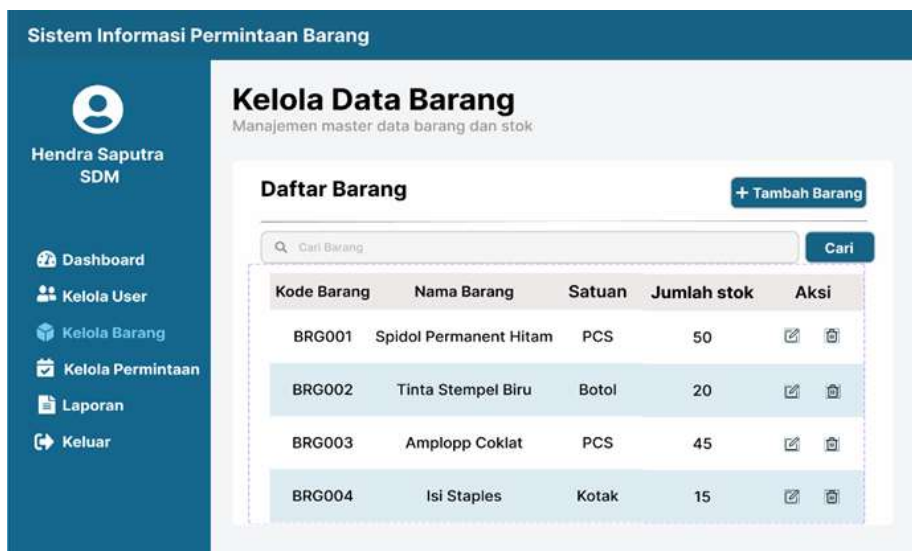 Sistem Informasi Permintaan Barang
Hendra Saputra
SDM
Dashboard
Kelola User
Kelola Barang
Kelola Permintaan
Laporan
Keluar
Kelola Data Barang
Manajemen master data barang dan stok
Daftar Barang
+ Tambah Barang
Cari Barang
Cari
Kode Barang Nama Barang Satuan Jumlah stok Aksi
BRG001 Spidol Permanent Hitam PCS 50
BRG002 Tinta Stempel Biru Botol 20
BRG003 Amplopp Coklat PCS 45
BRG004 Isi Staples Kotak 15